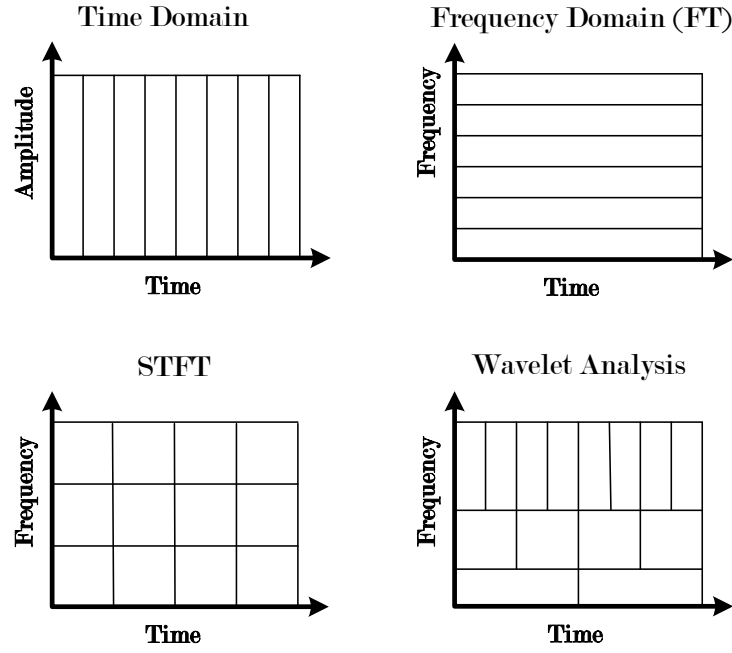 Time Domain
Amplitude
Time
Frequency Domain (FT)
Frequency
Time
STFT
Frequency
Time
Wavelet Analysis
Frequency
Time